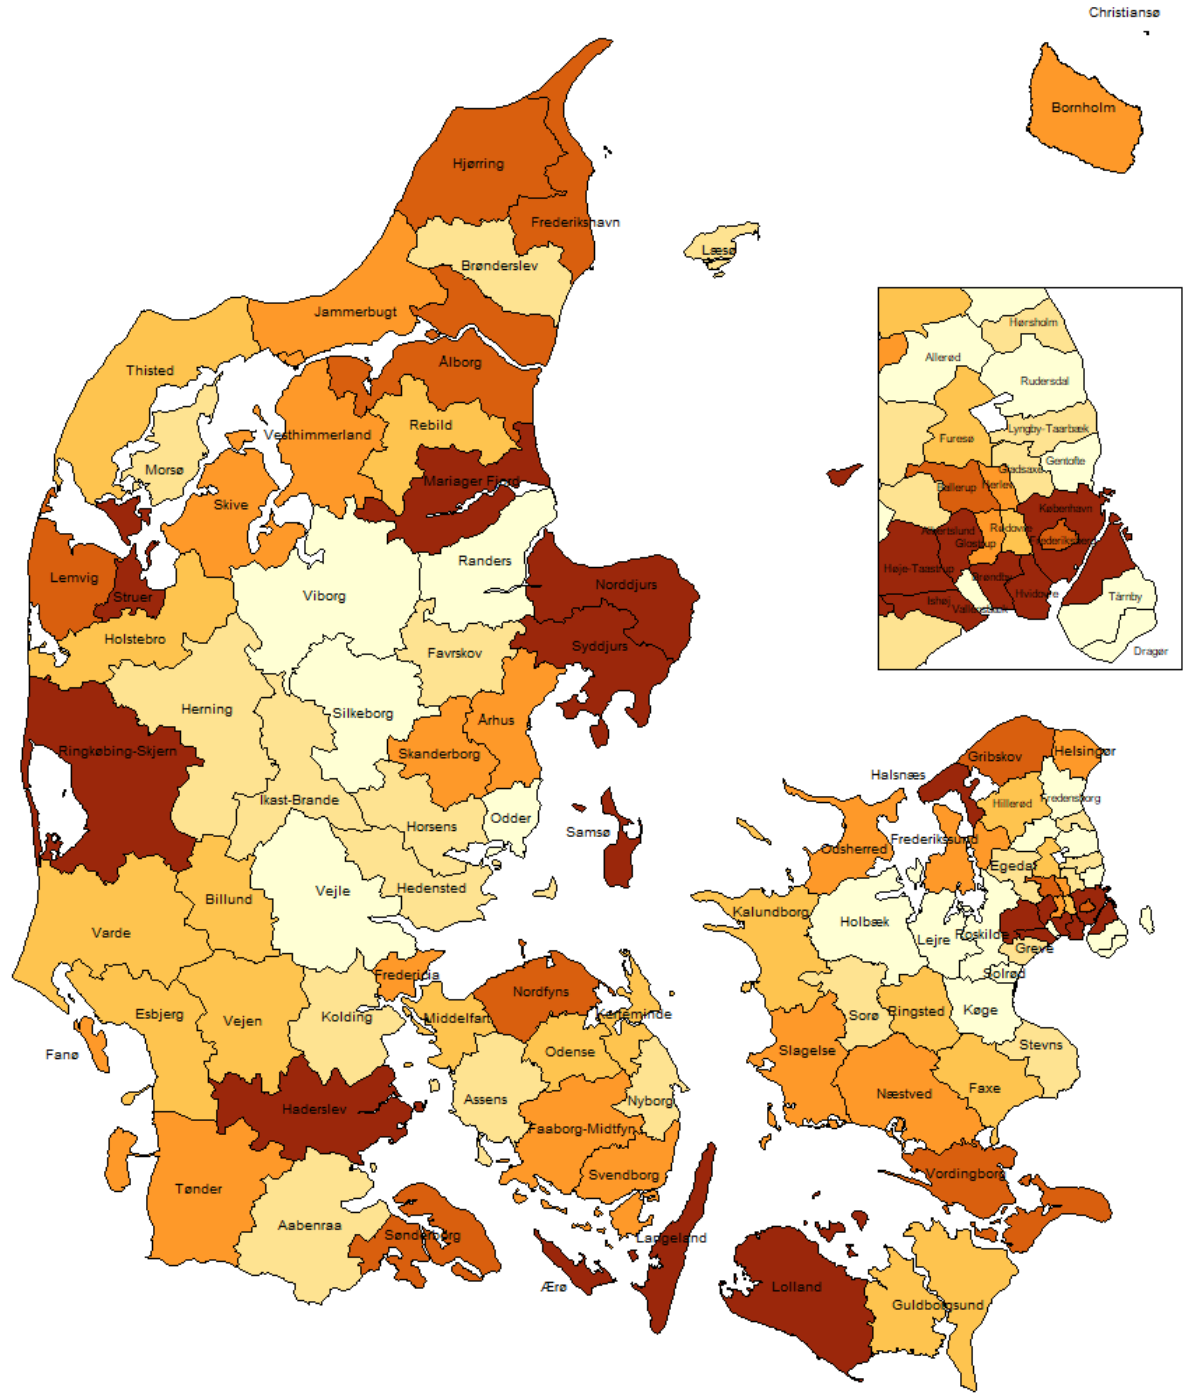 Christiansø
Bornholm
Hjørring
Frederikshavn
Læsø
Brønderslev
Jammerbugt
Hørsholm
Allerød
Ålborg
Thisted
Rudersdal
Rebild
Lyngby-Taarbæk
Vesthimmerland
Furesø
Gentofte
Gladsaxe
Morsø
Mariager Fjord
Ballerup
Herlev
Skive
København
Albertslund
Rødovre
Glostrup
Frederiksberg
Randers
Høje-Taastrup
Lemvig
Brøndby
Norddjurs
Viborg
Struer
Hvidovre
Tårnby
Ishøj
Vallensbæk
Holstebro
Syddjurs
Favrskov
Dragør
Herning
Silkeborg
Århus
Ringkøbing-Skjern
Skanderborg
Gribskov
Helsingør
Halsnæs
Ikast-Brande
Hillerød
Fredensborg
Odder
Horsens
Samsø
Frederikssund
Odsherred
Egedal
Vejle
Hedensted
Billund
Kalundborg
Holbæk
Varde
Lejre
Roskilde
Greve
Fredericia
Solrød
Nordfyns
Esbjerg
Vejen
Kolding
Middelfart
Kerteminde
Sorø
Ringsted
Køge
Fanø
Odense
Slagelse
Stevns
Faxe
Næstved
Assens
Nyborg
Haderslev
Faaborg-Midtfyn
Svendborg
Vordingborg
Tønder
Aabenraa
Sønderborg
Langeland
Ærø
Lolland
Guldborgsund